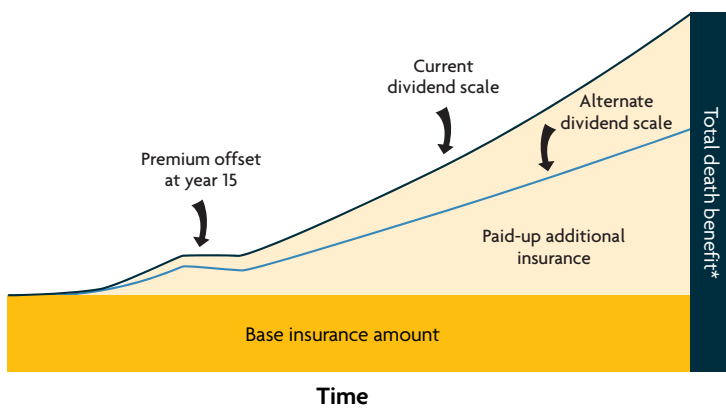 Current
dividend scale
Alternate
dividend scale
Premium offset
at year 15
Paid-up additional
insurance
Total death benefit*
Base insurance amount
Time